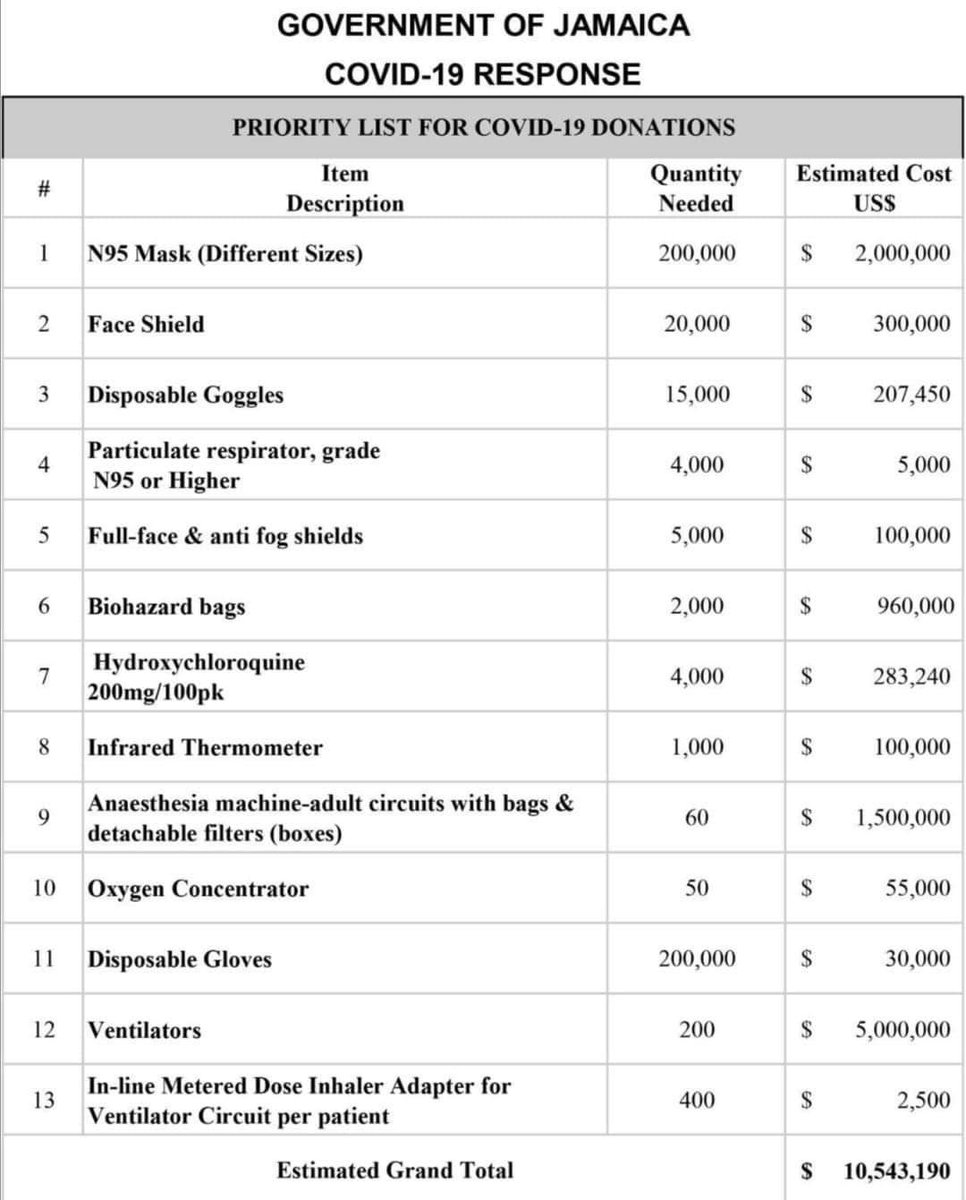 GOVERNMENT OF JAMAICA
COVID-19 RESPONSE
PRIORITY LIST FOR COVID-19 DONATIONS
# Item Description Quantity Needed Estimated Cost US$
1 N95 Mask (Different Sizes) 200,000 $ 2,000,000
2 Face Shield 20,000 $ 300,000
3 Disposable Goggles 15,000 $ 207,450
4 Particulate respirator, grade N95 or Higher 4,000 $ 5,000
5 Full-face & anti fog shields 5,000 $ 100,000
6 Biohazard bags 2,000 $ 960,000
7 Hydroxychloroquine 200mg/100pk 4,000 $ 283,240
8 Infrared Thermometer 1,000 $ 100,000
9 Anaesthesia machine-adult circuits with bags & detachable filters (boxes) 60 $ 1,500,000
10 Oxygen Concentrator 50 $ 55,000
11 Disposable Gloves 200,000 $ 30,000
12 Ventilators 200 $ 5,000,000
13 In-line Metered Dose Inhaler Adapter for Ventilator Circuit per patient 400 $ 2,500
Estimated Grand Total $ 10,543,190